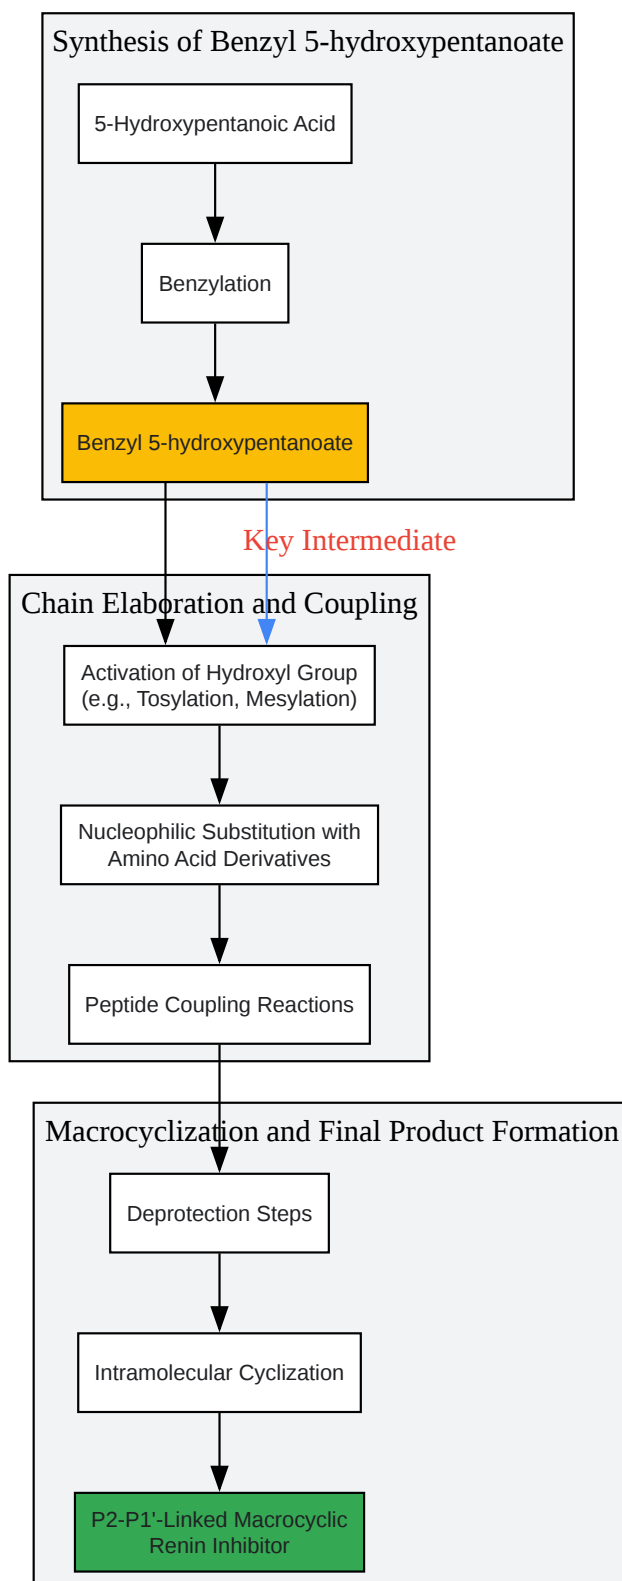 Synthesis of Benzyl 5-hydroxypentanoate
5-Hydroxypentanoic Acid
Benzylation
Benzyl 5-hydroxypentanoate
Key Intermediate
Chain Elaboration and Coupling
Activation of Hydroxyl Group
(e.g., Tosylation, Mesylation)
Nucleophilic Substitution with
Amino Acid Derivatives
Peptide Coupling Reactions
Macrocyclization and Final Product Formation
Deprotection Steps
Intramolecular Cyclization
P2-P1'-Linked Macrocyclic
Renin Inhibitor